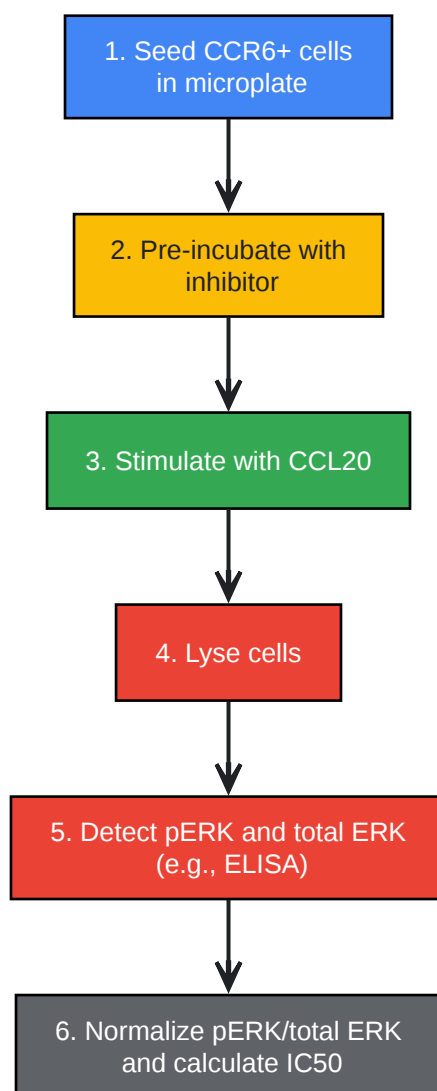 1. Seed CCR6+ cells
in microplate
2. Pre-incubate with
inhibitor
3. Stimulate with CCL20
4. Lyse cells
5. Detect pERK and total ERK
(e.g., ELISA)
6. Normalize pERK/total ERK
and calculate IC50